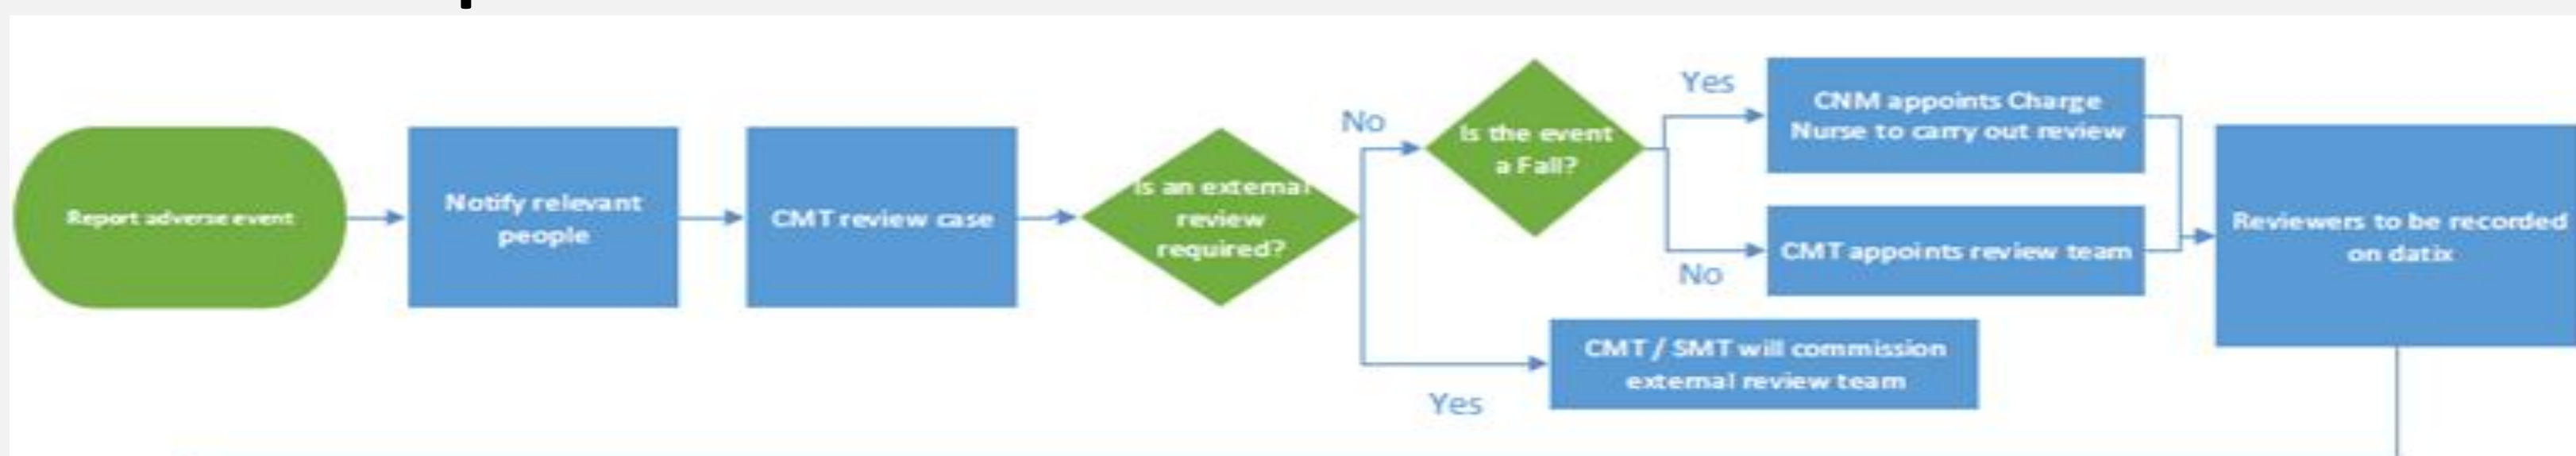 Report adverse event
Notify relevant
people
CMT review case
Is an external
review
required?
No
Yes
Is the event
a Fall?
Yes
No
CNM appoints Charge
Nurse to carry out review
CMT appoints review team
CMT / SMT will commission
external review team
Reviewers to be recorded
on datix